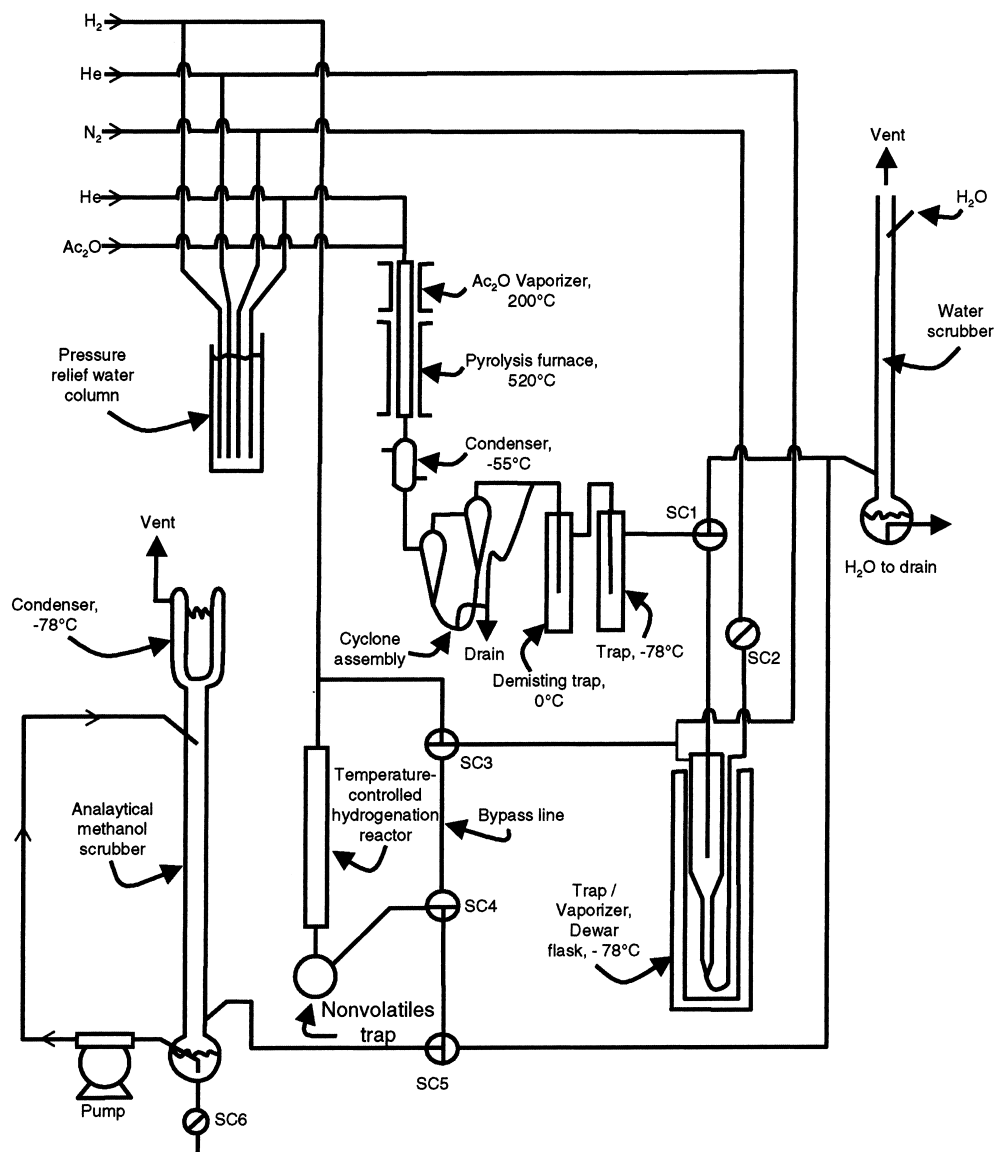 H₂
He
N₂
He
Ac₂O
Vent
H₂O
Ac₂O Vaporizer,
200°C
Water
scrubber
Pressure
relief water
column
Pyrolysis furnace,
520°C
Condenser,
-55°C
SC1
Vent
H₂O to drain
Condenser,
-78°C
Cyclone
assembly
Drain
Trap, -78°C
SC2
Demisting trap,
0°C
SC3
Temperature-
controlled
hydrogenation
reactor
Bypass line
Analaytical
methanol
scrubber
SC4
Trap /
Vaporizer,
Dewar
flask, - 78°C
Nonvolatiles
trap
SC5
Pump
SC6